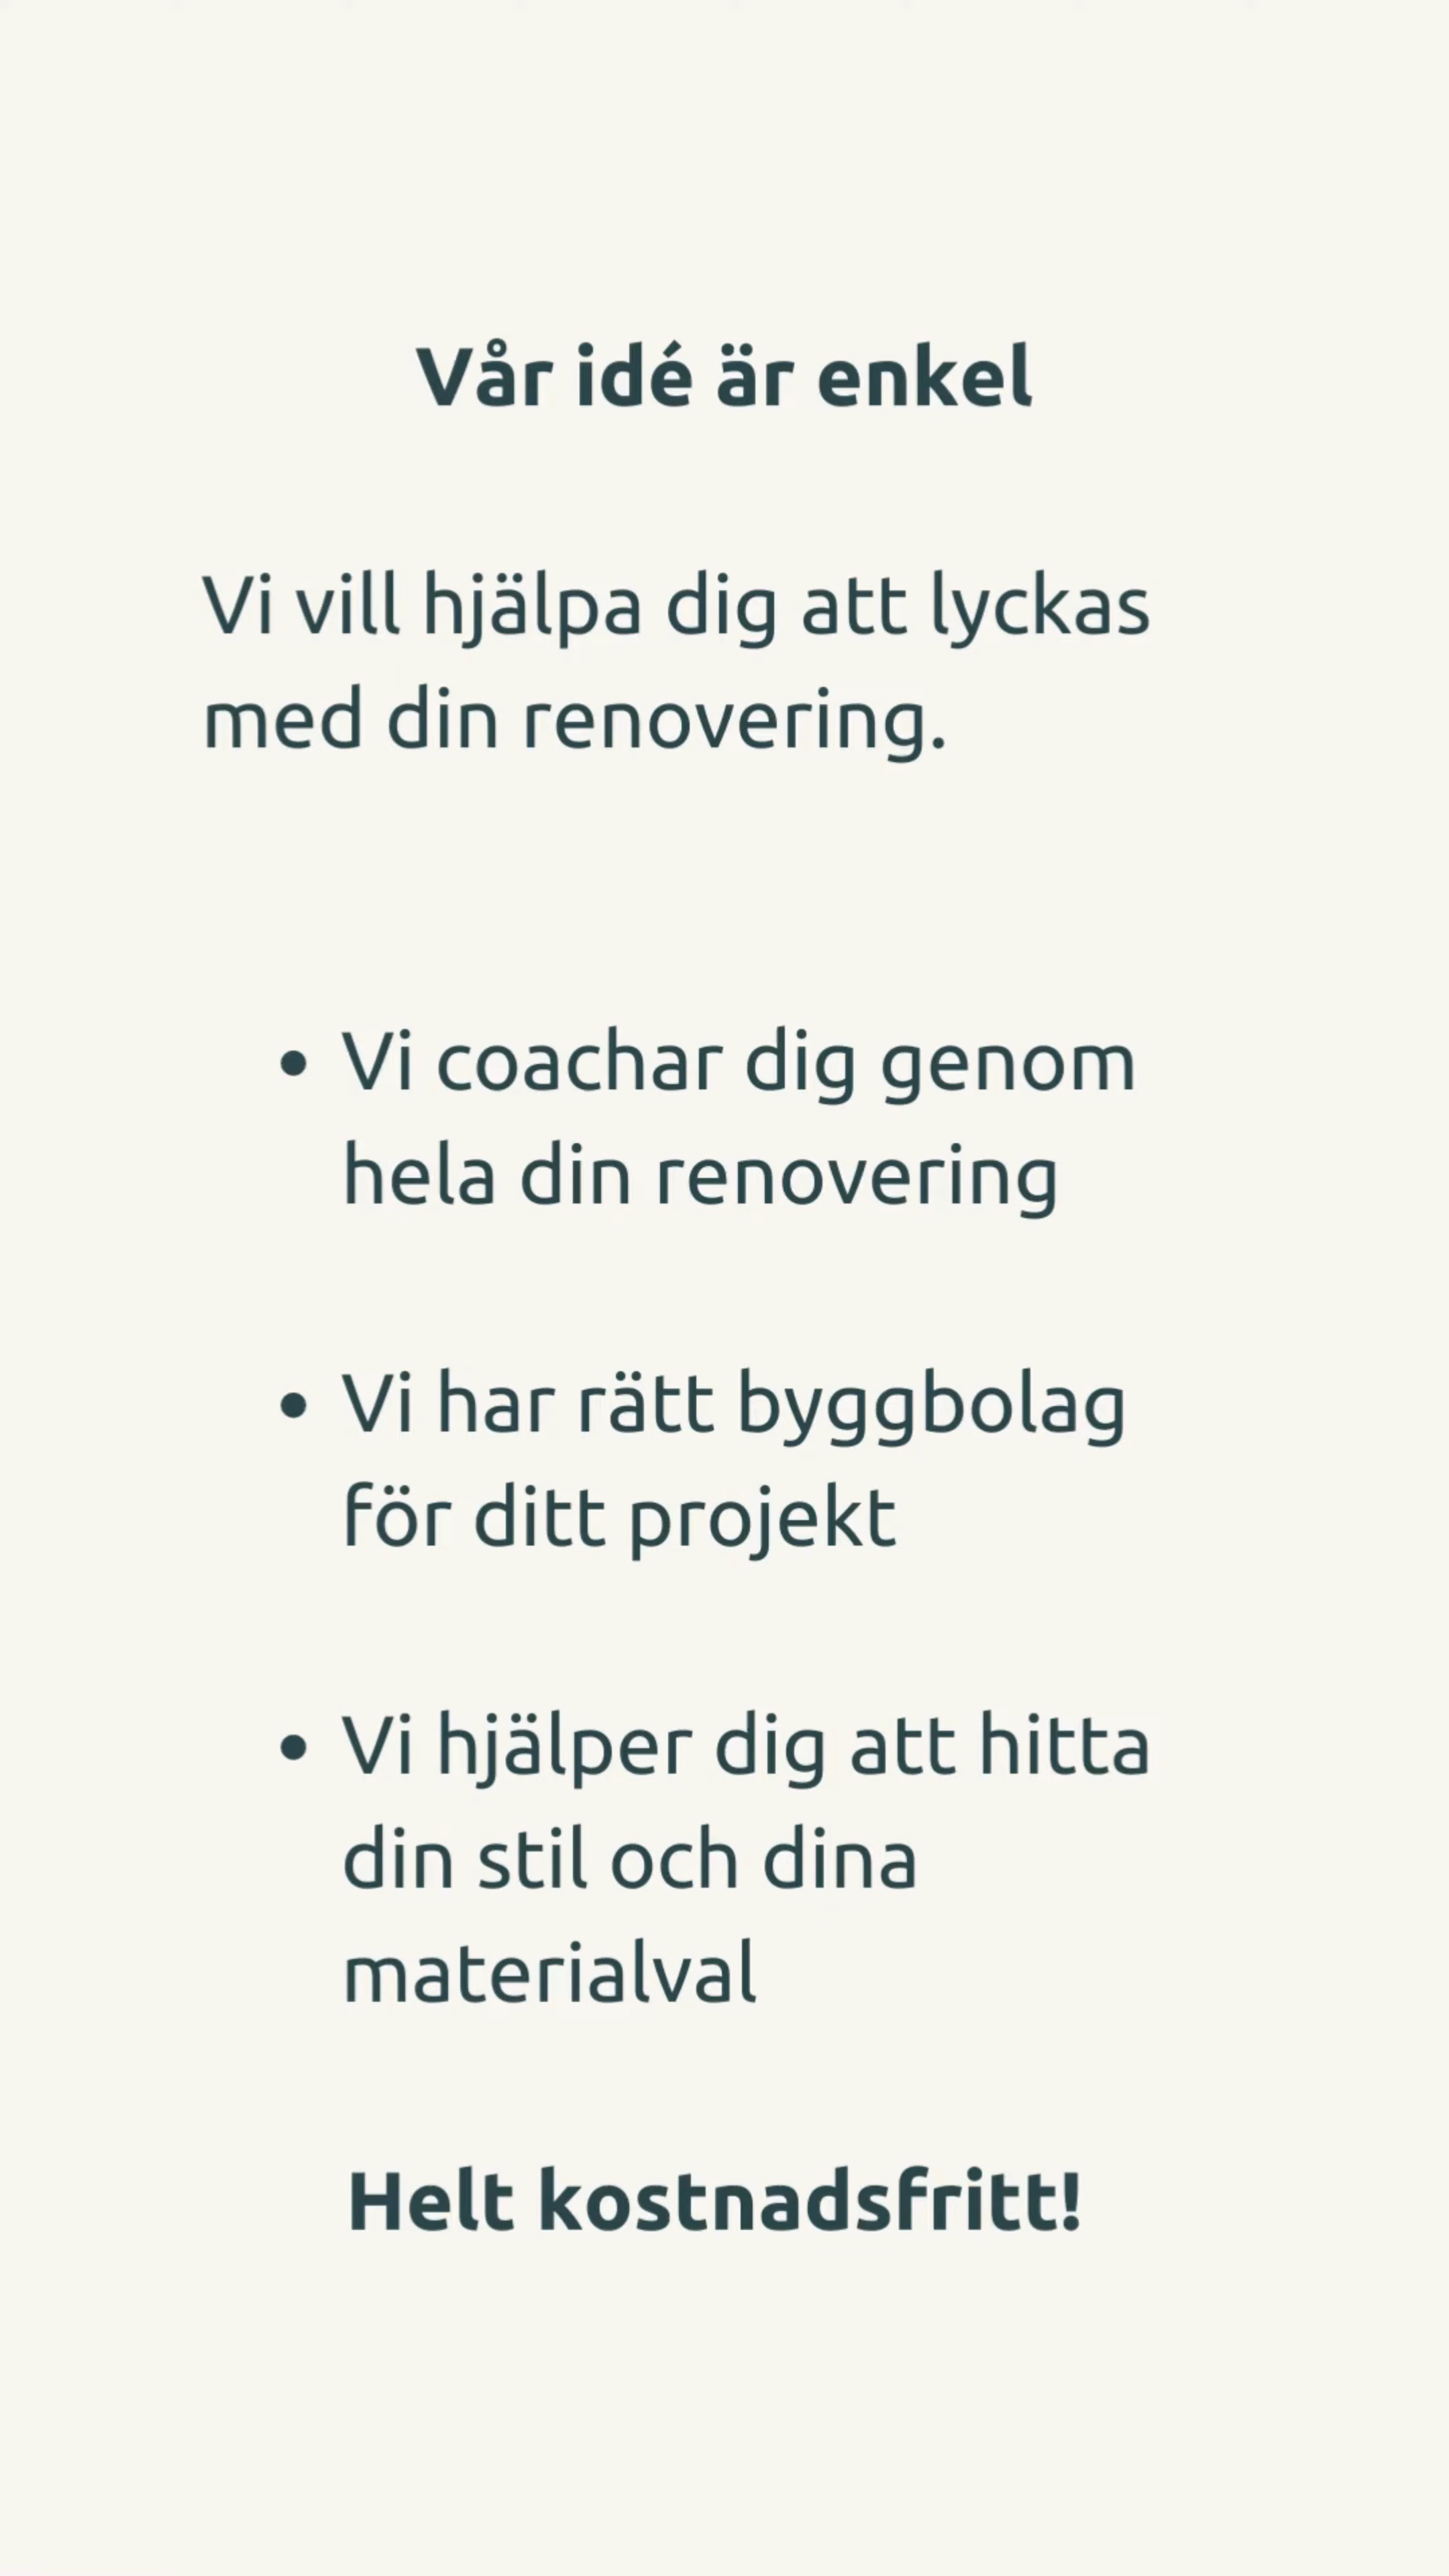 Vår idé är enkel
Vi vill hjälpa dig att lyckas
med din renovering.
• Vi coachar dig genom
hela din renovering
• Vi har rätt byggbolag
för ditt projekt
• Vi hjälper dig att hitta
din stil och dina
materialval
Helt kostnadsfritt!